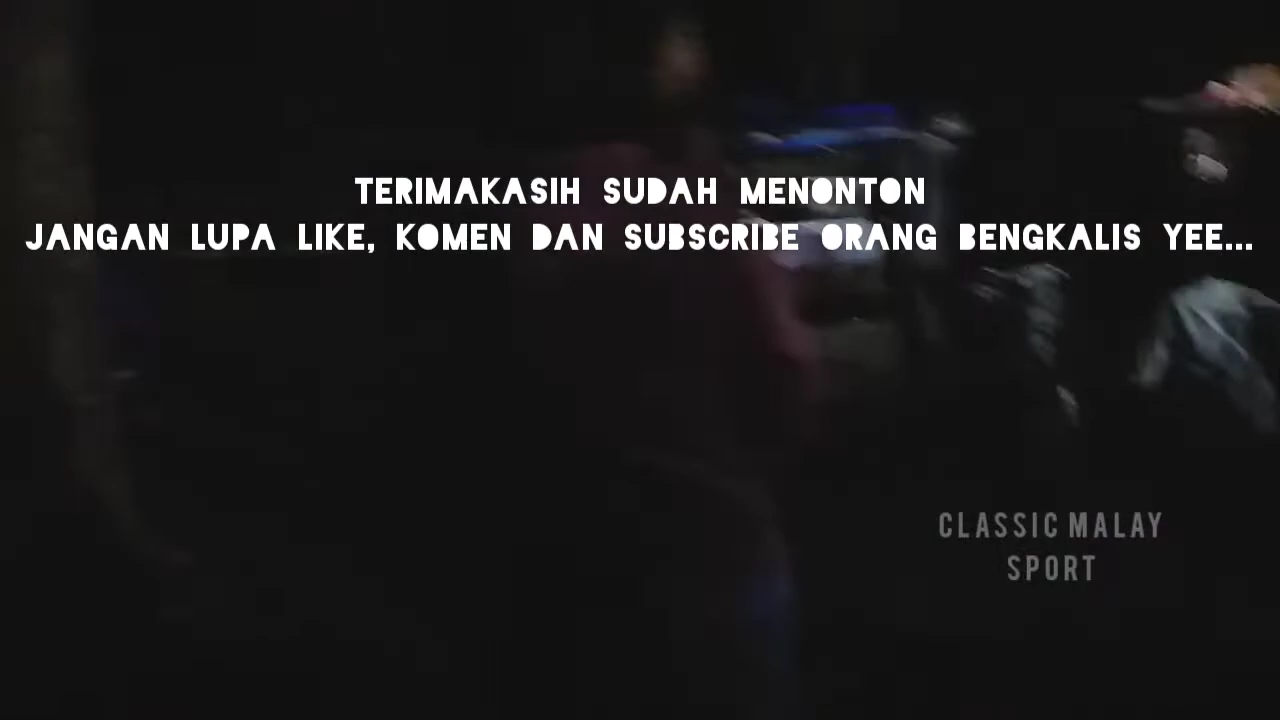 TERIMAKASIH SUDAH MENONTON
JANGAN LUPA LIKE, KOMEN DAN SUBSCRIBE ORANG BENGKALIS YEE...
CLASSIC MALAY
SPORT